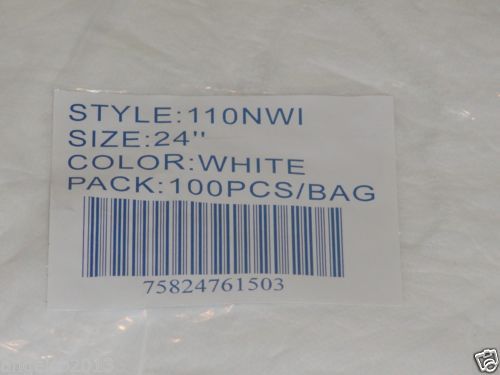 STYLE:110NWI
SIZE:24"
COLOR:WHITE
PACK:100PCS/BAG
75824761503